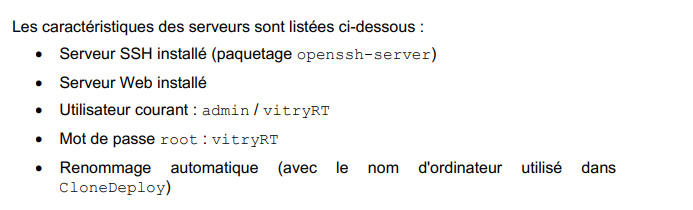 Les caractéristiques des serveurs sont listées ci-dessous :
• Serveur SSH installé (paquetage openssh-server)
• Serveur Web installé
• Utilisateur courant : admin / vitryRT
• Mot de passe root : vitryRT
• Renommage automatique (avec le nom d'ordinateur utilisé dans
CloneDeploy)